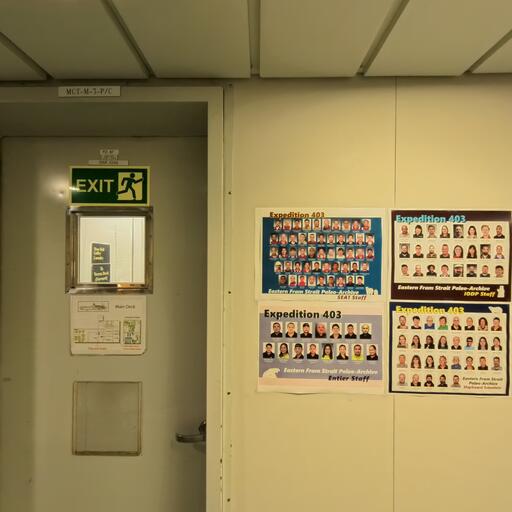 MCT-M-5-P/C
EXIT
Main Deck
Expedition 403
Eastern Fram Strait Paleo-Archive
SEA1 Staff
Expedition 403
Eastern Fram Strait Paleo-Archive
IODP Staff
Expedition 403
Eastern Fram Strait Paleo-Archive
Entier Staff
Expedition 403
Eastern Fram Strait
Paleo-Archive
Shipboard Scientists